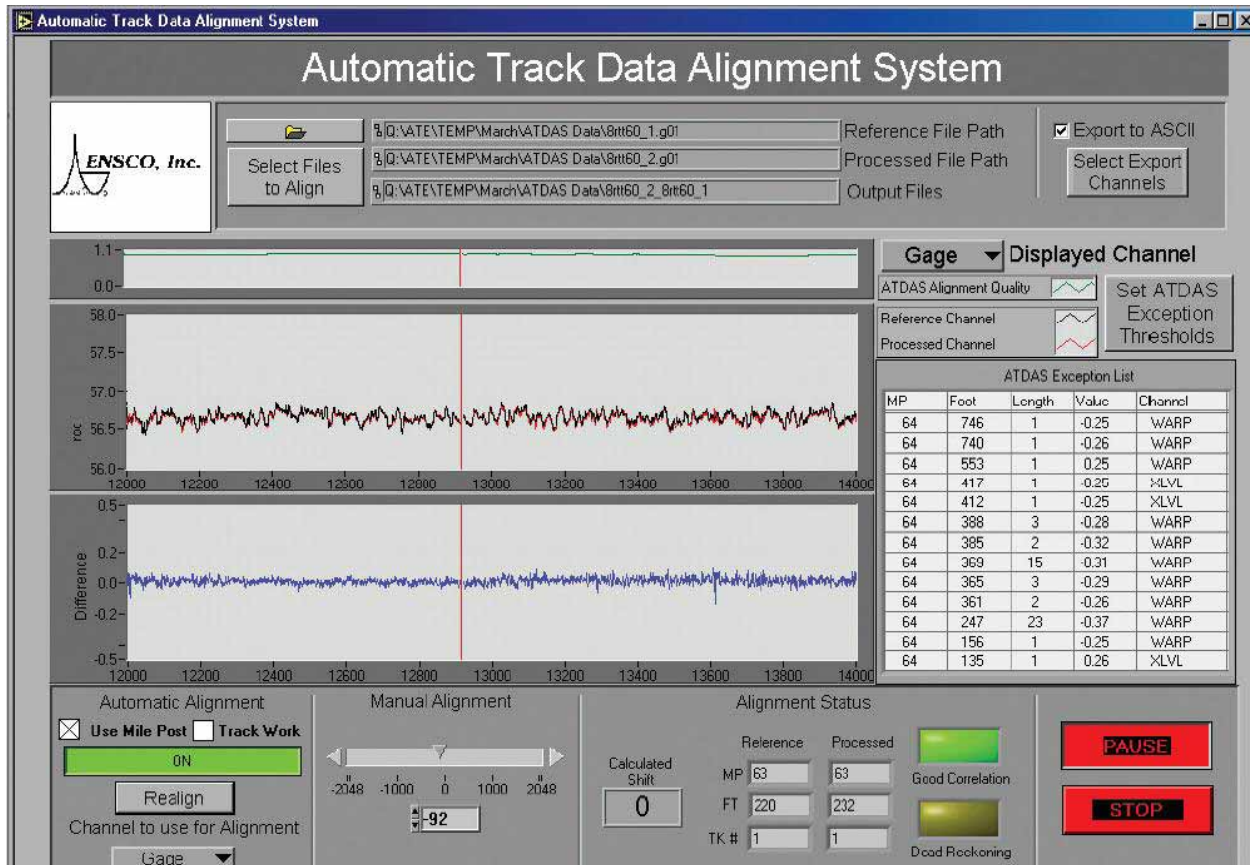 Automatic Track Data Alignment System
Automatic Track Data Alignment System
ENSCO, Inc.
Select Files
to Align
Q:\ATE\TEMP\March\ATDAS Data\8rtt60_1.g01
Reference File Path
Q:\ATE\TEMP\March\ATDAS Data\8rtt60_2.g01
Processed File Path
Q:\ATE\TEMP\March\ATDAS Data\8rtt60_2_8rtt60_1
Output Files
Export to ASCII
Select Export
Channels
1.1
0.0
58.0
57.5
57.0
56.5
56.0
roc
12000 12200 12400 12600 12800 13000 13200 13400 13600 13800 14000
0.5
0.2
0.0
-0.2
-0.5
Difference
12000 12200 12400 12600 12800 13000 13200 13400 13600 13800 14000
Gage Displayed Channel
ATDAS Alignment Quality
Reference Channel
Processed Channel
Set ATDAS
Exception
Thresholds
ATDAS Exception List
MP Foot Length Value Channel
64 746 1 -0.25 WARP
64 740 1 -0.26 WARP
64 553 1 0.25 WARP
64 417 1 -0.25 XLVL
64 412 1 -0.25 XLVL
64 388 3 -0.28 WARP
64 385 2 -0.32 WARP
64 369 15 -0.31 WARP
64 365 3 -0.29 WARP
64 361 2 -0.26 WARP
64 247 23 -0.37 WARP
64 156 1 -0.25 WARP
64 135 1 0.26 XLVL
Automatic Alignment
Use Mile Post Track Work
ON
Realign
Channel to use for Alignment
Gage
Manual Alignment
-2048 -1000 0 1000 2048
-92
Alignment Status
Calculated
Shift
0
Reference Processed
MP 63 63
FT 220 232
TK # 1 1
Good Correlation
Dead Reckoning
PAUSE
STOP